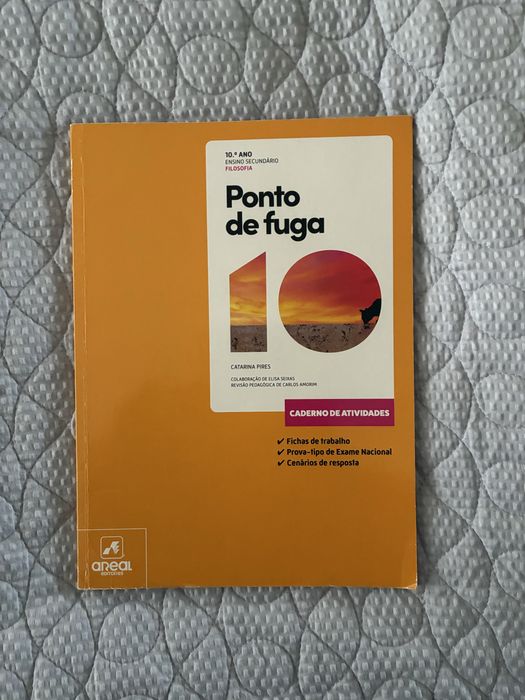 10.º ANO
ENSINO SECUNDÁRIO
FILOSOFIA
Ponto
de fuga
10
CATARINA PIRES
COLABORAÇÃO DE ELISA SEIXAS
REVISÃO PEDAGÓGICA DE CARLOS AMORIM
CADERNO DE ATIVIDADES
✔ Fichas de trabalho
✔ Prova-tipo de Exame Nacional
✔ Cenários de resposta
areal
EDITORES